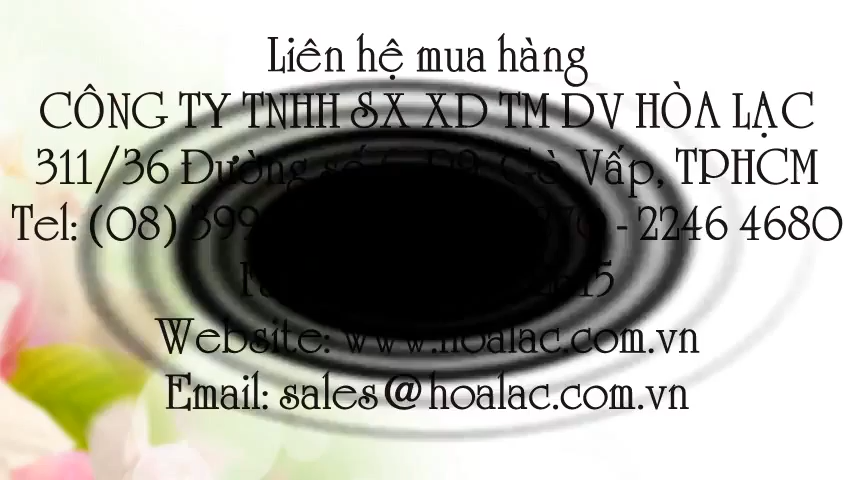 Liên hệ mua hàng
CÔNG TY TNHH SX XD TM DV HÒA LẠC
311/36 Đường số Gò Vấp, TPHCM
Tel: (08) - 2246 4680
Website: www.hoalac.com.vn
Email: sales@hoalac.com.vn